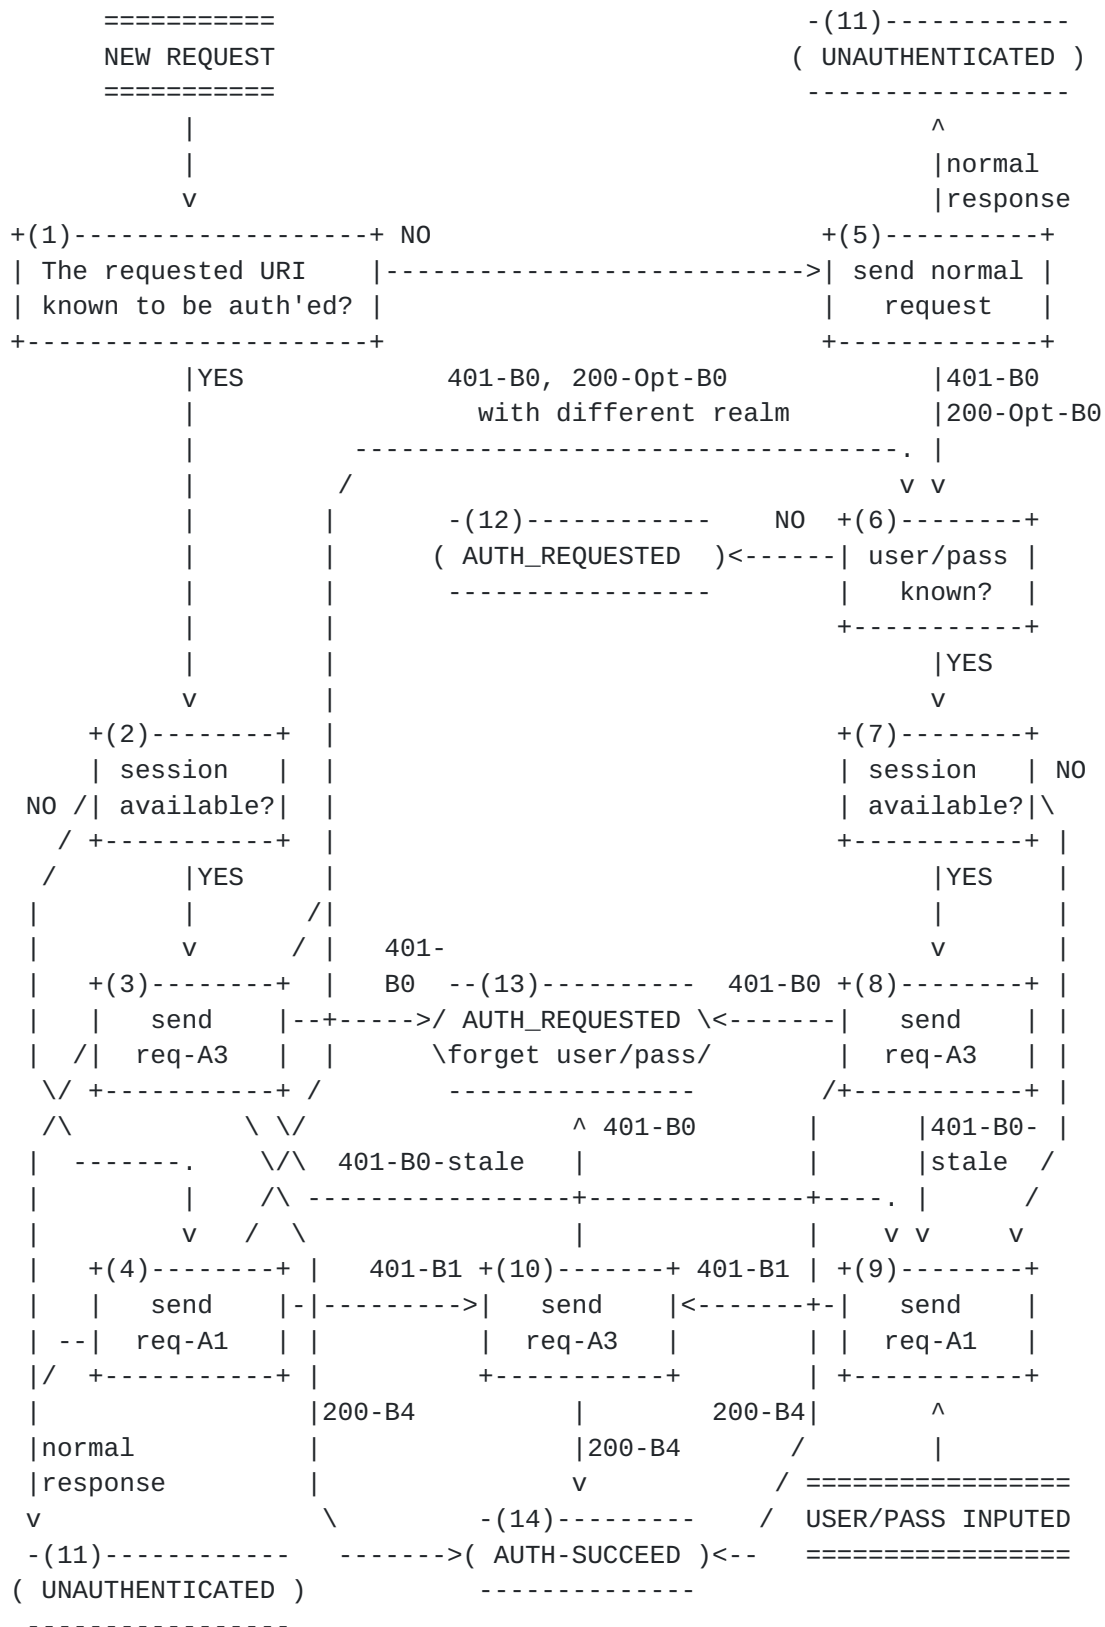 ===========                                  -(11)------------
NEW REQUEST                                 ( UNAUTHENTICATED )
===========                                  -----------------
     |                                               ^
     |                                               |normal
     v                                               |response
+(1)-------------------+ NO                         +(5)----------+
| The requested URI    |--------------------------->| send normal |
| known to be auth'ed? |                            |   request   |
+----------------------+                            +-------------+
           |YES             401-B0, 200-Opt-B0             |401-B0
           |                  with different realm         |200-Opt-B0
           |          -----------------------------------. |
           |         /                                   v v
           |        |       -(12)------------    NO  +(6)--------+
           |        |      ( AUTH_REQUESTED  )<------| user/pass |
           |        |       -----------------        |   known?  |
           |        |                                +-----------+
           |        |                                      |YES
           v        |                                      v
     +(2)--------+  |                                +(7)--------+
     | session   |  |                                | session   | NO
 NO /| available?|  |                                | available?|\
   / +-----------+  |                                +-----------+ |
  /        |YES     |                                      |YES    |
 |         |       /|                                      |       |
 |         v      / |   401-                               v       |
 |   +(3)--------+  |   B0  --(13)----------  401-B0 +(8)--------+ |
 |   |   send    |--+----->/ AUTH_REQUESTED \<-------|   send    | |
 |  /|  req-A3   |  |      \forget user/pass/        |  req-A3   | |
  \/ +-----------+ /        ----------------        /+-----------+ |
  /\           \ \/                 ^ 401-B0       |      |401-B0- |
 |  -------.    \/\  401-B0-stale   |              |      |stale  /
 |         |    /\ -----------------+--------------+----. |      /
 |         v   /  \                 |              |    v v     v
 |   +(4)--------+ |   401-B1 +(10)-------+ 401-B1 | +(9)--------+
 |   |   send    |-|--------->|   send    |<-------+-|   send    |
 | --|  req-A1   | |          |  req-A3   |        | |  req-A1   |
 |/  +-----------+ |          +-----------+        | +-----------+
 |                 |200-B4          |        200-B4|       ^
 |normal           |                |200-B4       /        |
 |response         |                v            / =================
 v                  \         -(14)---------    /  USER/PASS INPUTED
 -(11)------------   ------->( AUTH-SUCCEED )<--   =================
( UNAUTHENTICATED )           --------------
 -----------------